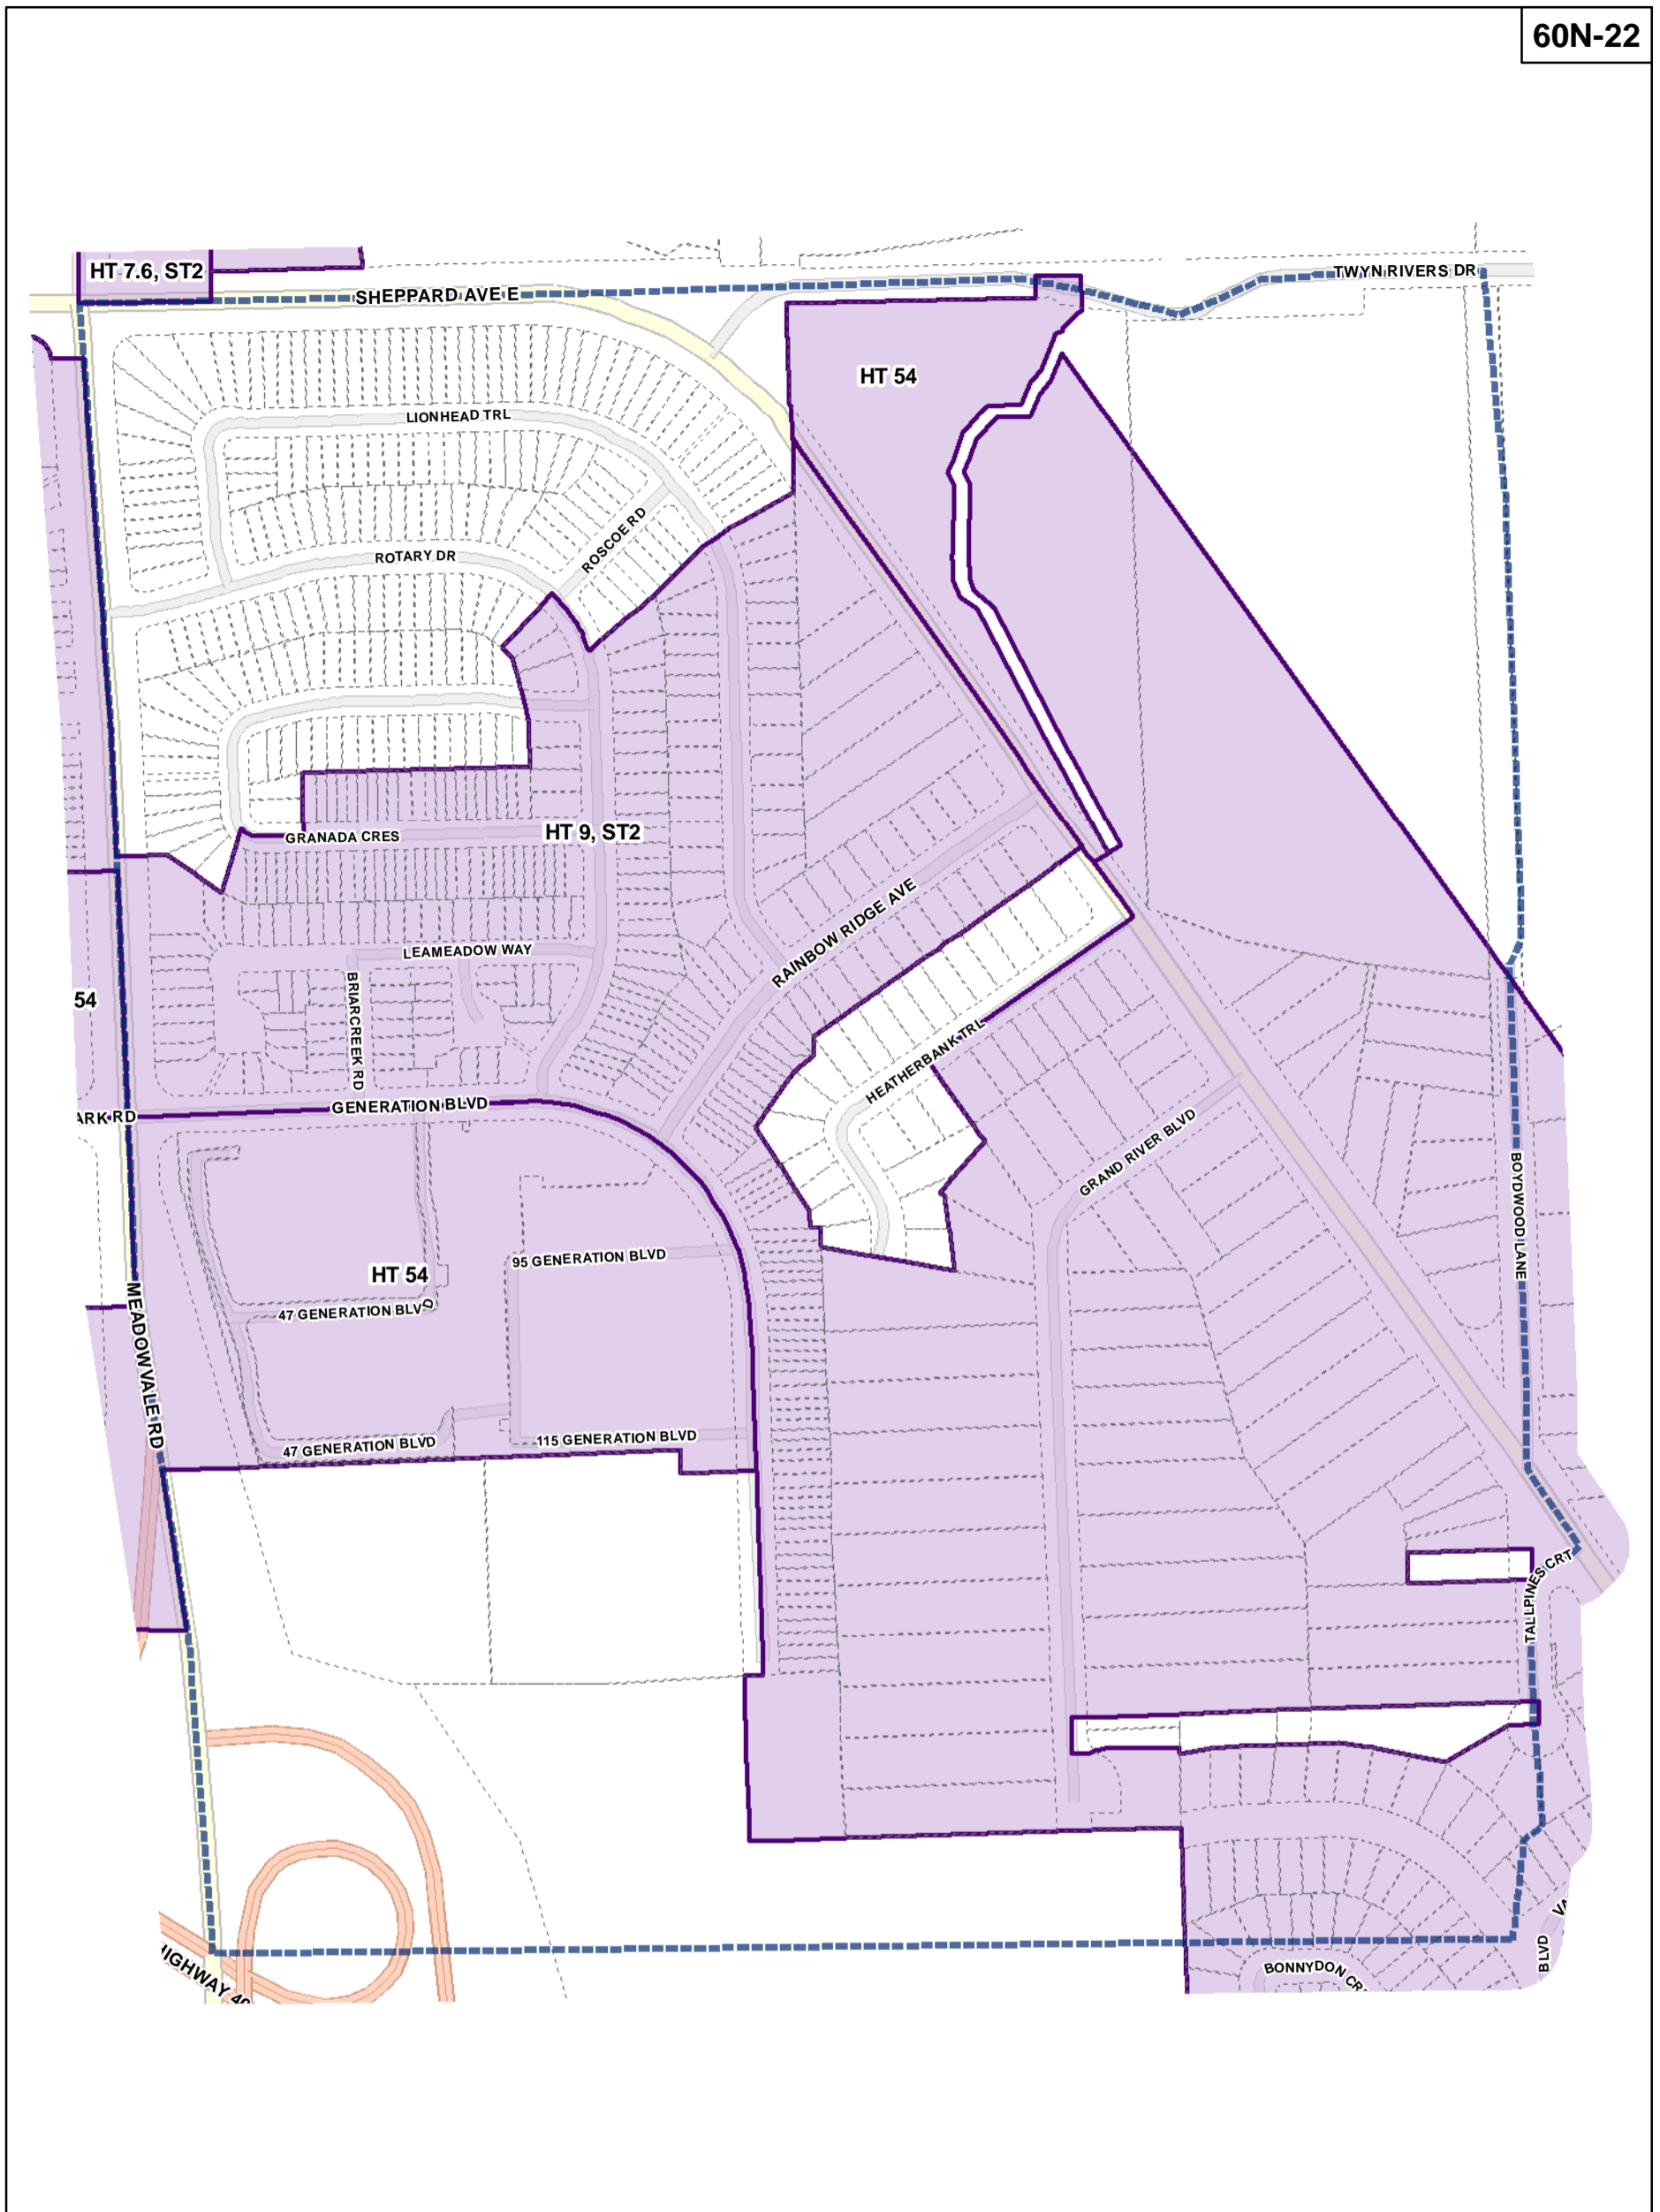 60N-22
HT 7.6, ST2
SHEPPARD AVE E
TWYN RIVERS DR
HT 54
LIONHEAD TRL
ROSCOE RD
ROTARY DR
GRANADA CRES
HT 9, ST2
RAINBOW RIDGE AVE
LEAMEADOW WAY
54
BRIARCREEK RD
HEATHERBANK TRL
GENERATION BLVD
ARK RD
GRAND RIVER BLVD
BOYDWOOD LANE
95 GENERATION BLVD
HT 54
47 GENERATION BLVD
MEADOWVALE RD
115 GENERATION BLVD
47 GENERATION BLVD
TALLPINES CRT
VA
BLVD
BONNYDON CR
HIGHWAY 40